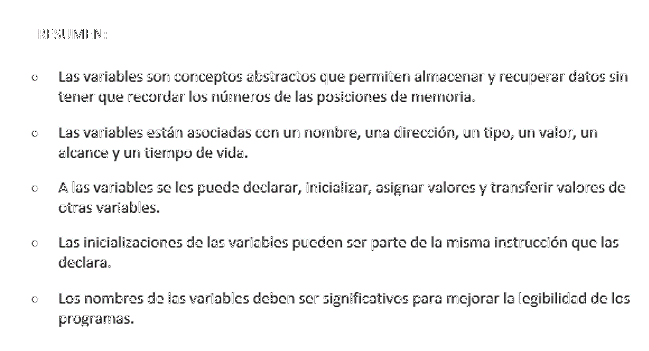 RESUMEN:
○ Las variables son conceptos abstractos que permiten almacenar y recuperar datos sin
tener que recordar los números de las posiciones de memoria.
○ Las variables están asociadas con un nombre, una dirección, un tipo, un valor, un
alcance y un tiempo de vida.
○ A las variables se les puede declarar, inicializar, asignar valores y transferir valores de
otras variables.
○ Las inicializaciones de las variables pueden ser parte de la misma instrucción que las
declara.
○ Los nombres de las variables deben ser significativos para mejorar la legibilidad de los
programas.